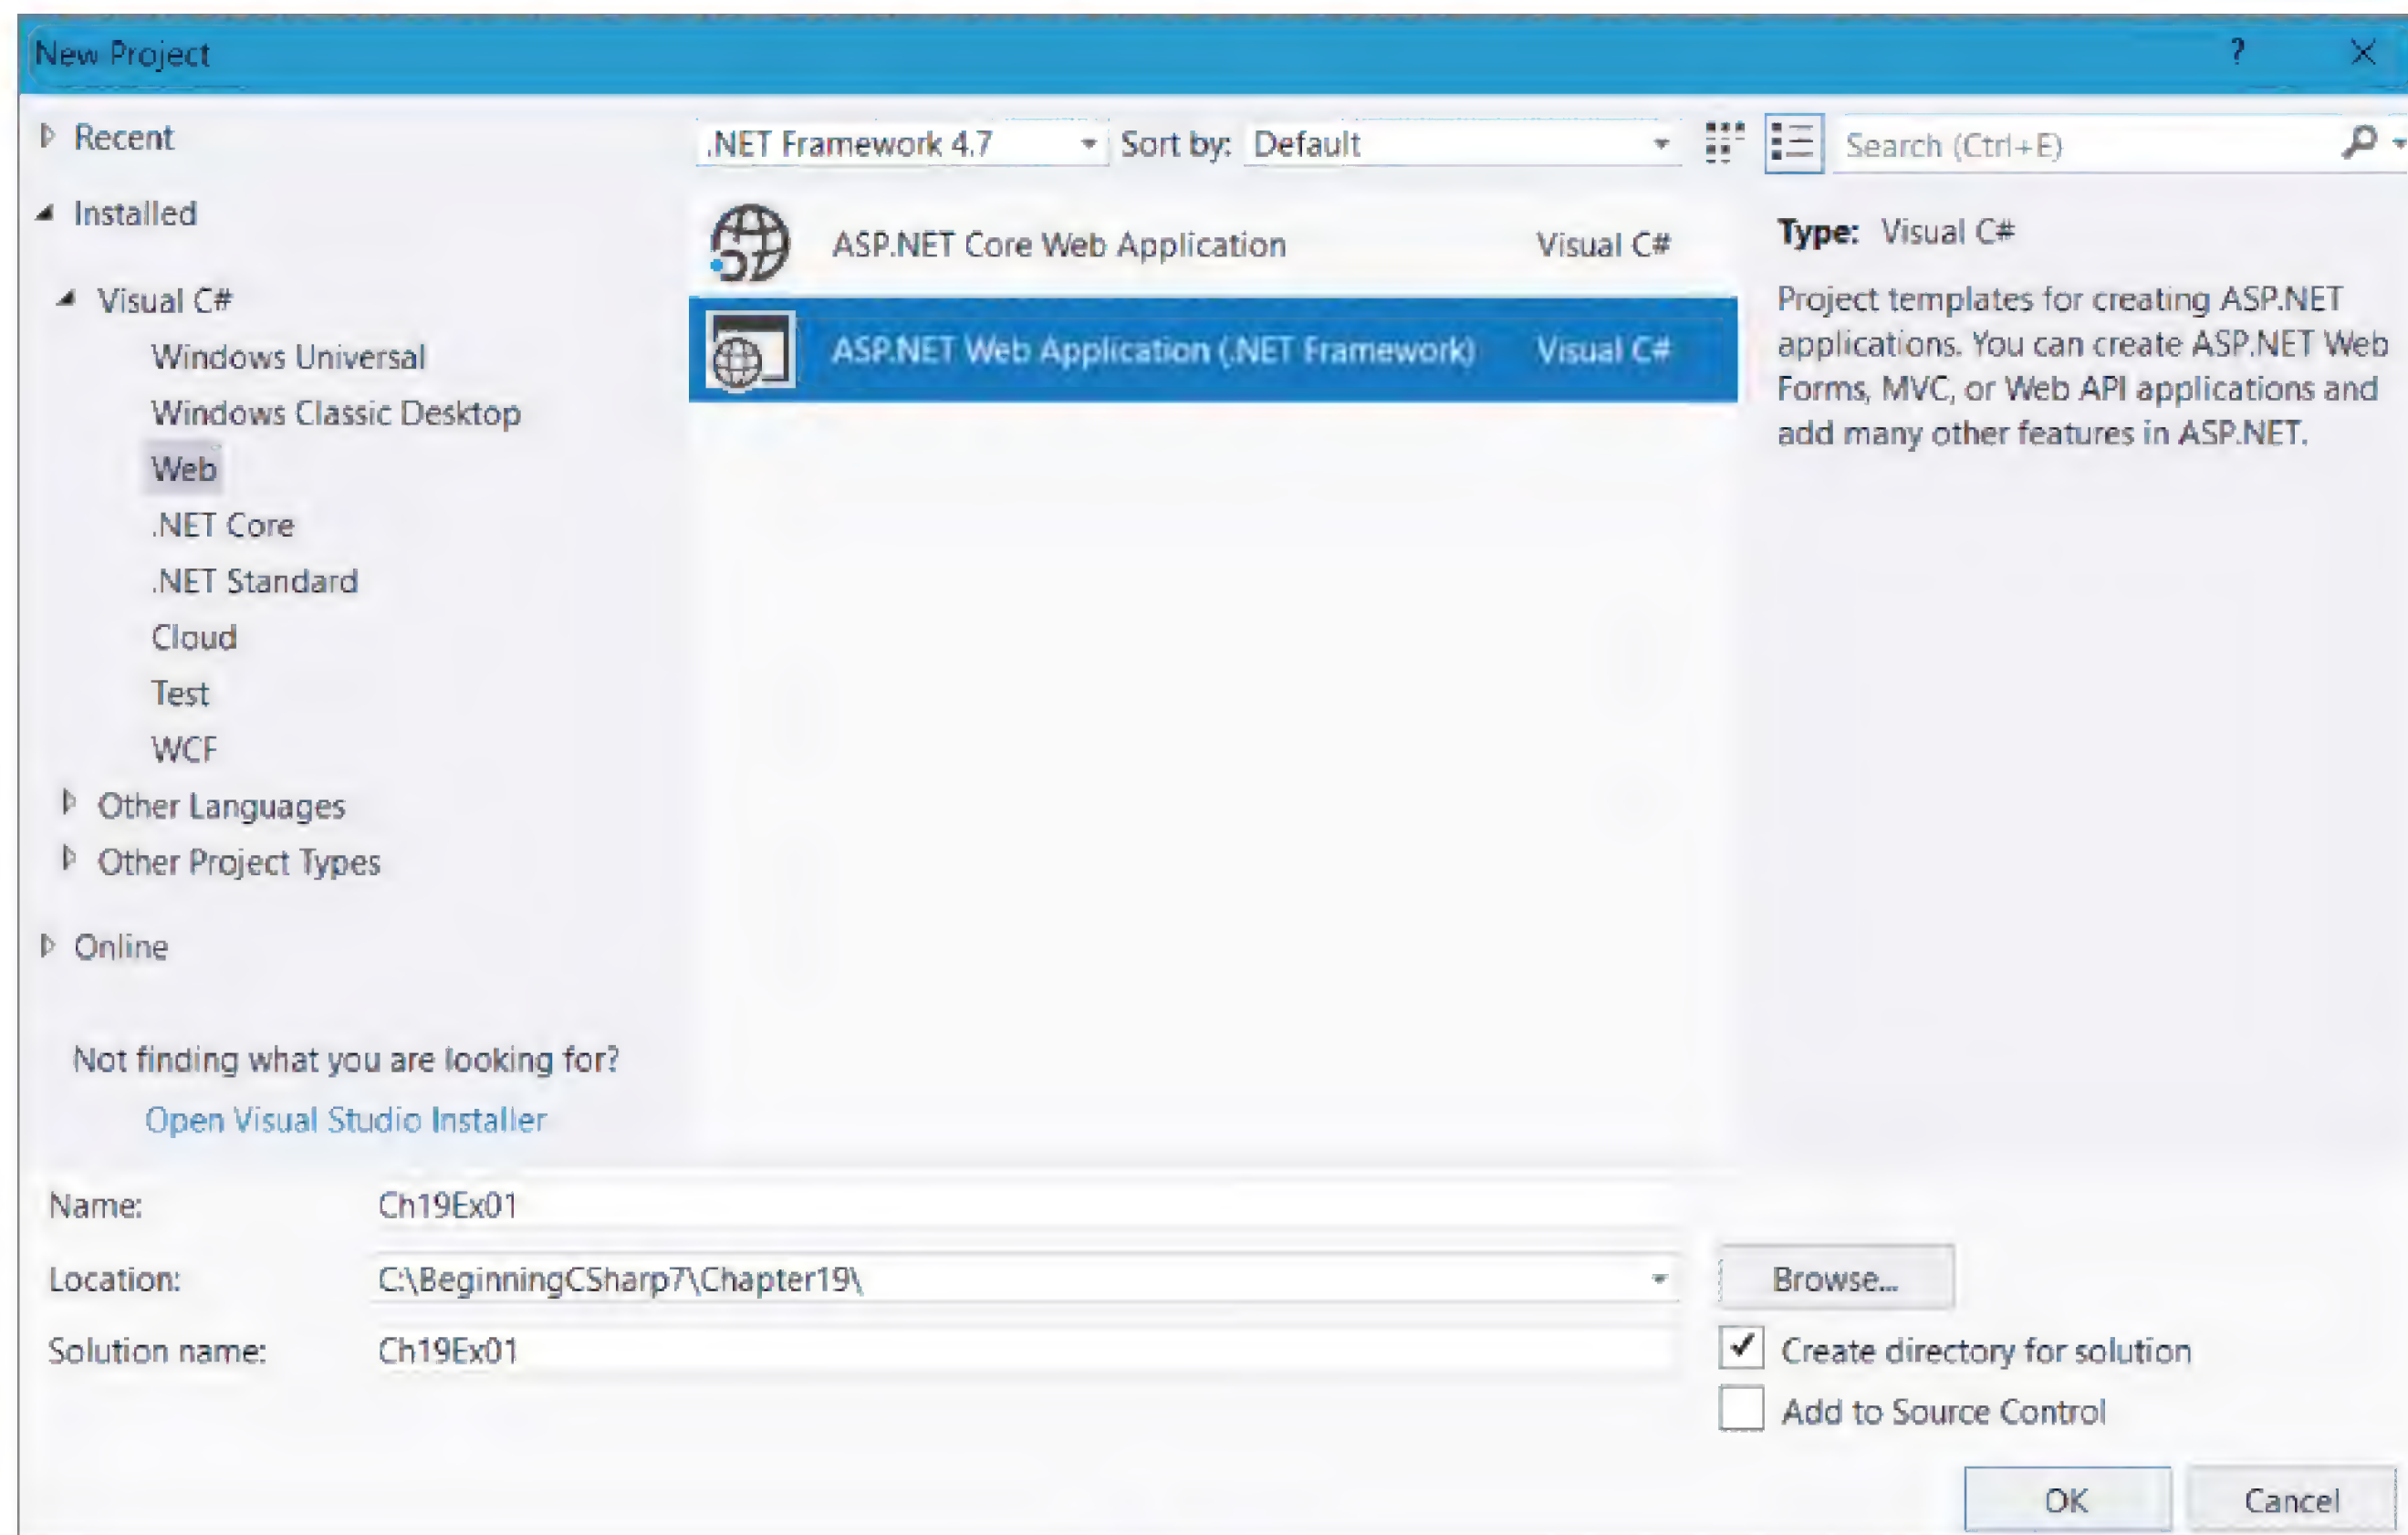 New Project
?
Recent
Installed
Visual C#
Windows Universal
Windows Classic Desktop
Web
.NET Core
.NET Standard
Cloud
Test
WCF
Other Languages
Other Project Types
Online
Not finding what you are looking for?
Open Visual Studio Installer
.NET Framework 4.7
Sort by: Default
Search (Ctrl+E)
ASP.NET Core Web Application Visual C#
ASP.NET Web Application (.NET Framework) Visual C#
Type: Visual C#
Project templates for creating ASP.NET
applications. You can create ASP.NET Web
Forms, MVC, or Web API applications and
add many other features in ASP.NET.
Name: Ch19Ex01
Location: C:\BeginningCSharp7\Chapter19\
Browse...
Solution name: Ch19Ex01
Create directory for solution
Add to Source Control
OK Cancel